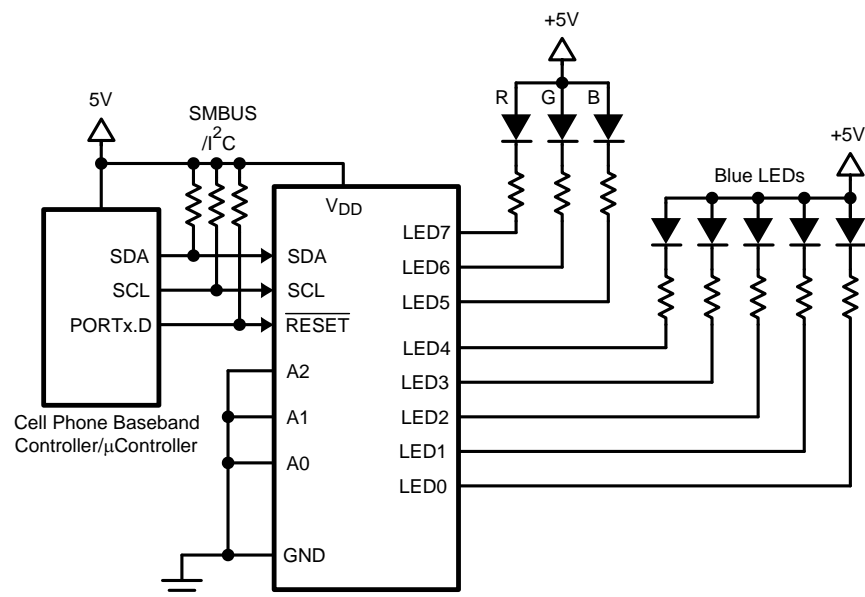 +5V
R G B
5V
SMBUS
/I²C
+5V
Blue LEDs
VDD
LED7
SDA
SDA
LED6
SCL
SCL
LED5
PORTx.D
RESET
LED4
A2
LED3
Cell Phone Baseband
Controller/μController
A1
LED2
LED1
A0
LED0
GND